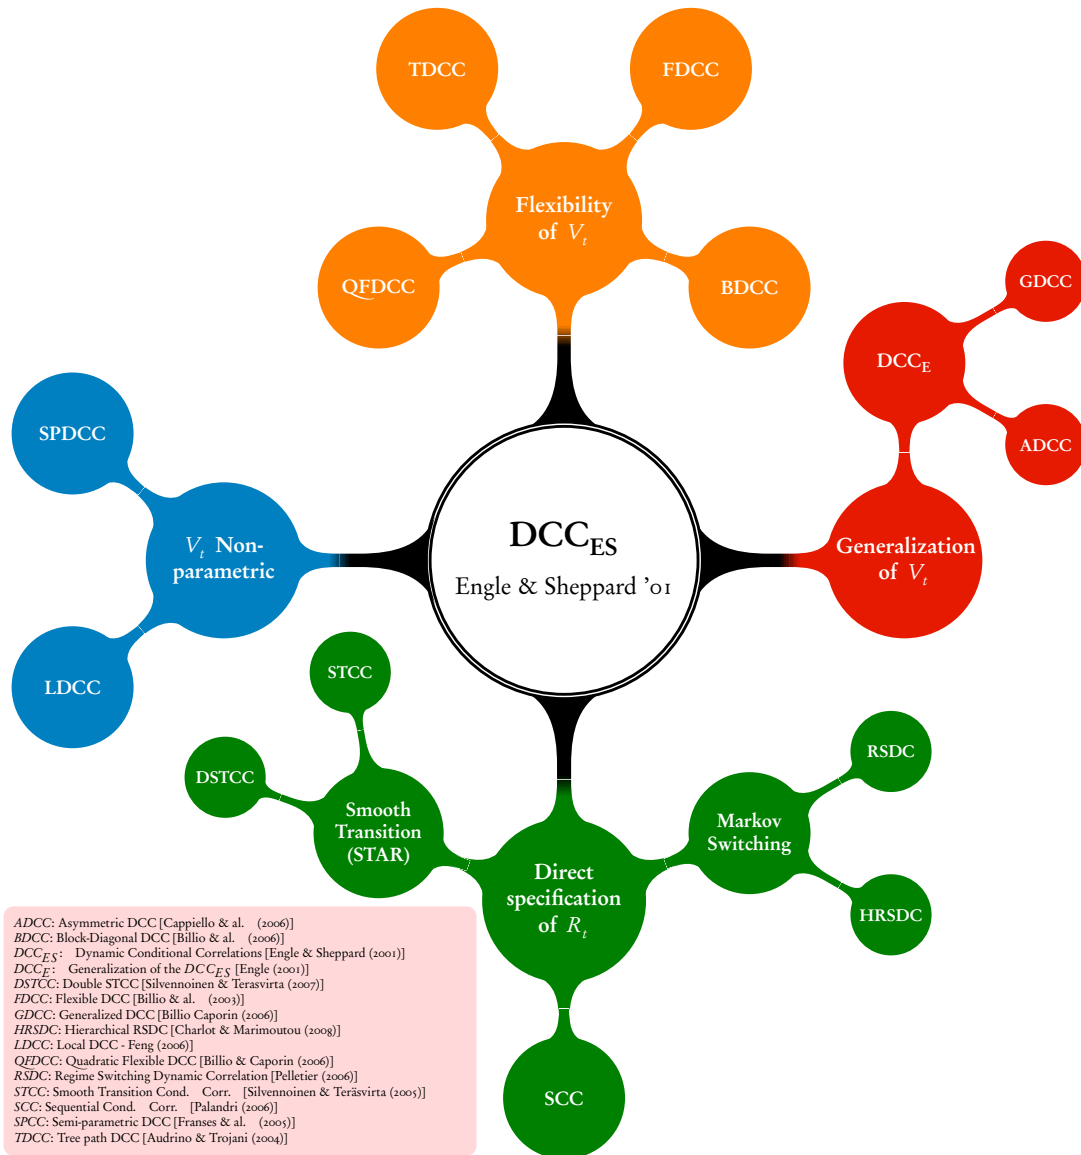 TDCC
FDCC
Flexibility
of V_t
QFDCC
BDCC
GDCC
DCC_E
ADCC
SPDCC
V_t Non-
parametric
LDCC
DCC_ES
Engle & Sheppard '01
Generalization
of V_t
STCC
DSTCC
Smooth
Transition
(STAR)
RSDC
Markov
Switching
HRSDC
Direct
specification
of R_t
SCC
ADCC: Asymmetric DCC [Cappiello & al. (2006)]
BDCC: Block-Diagonal DCC [Billio & al. (2006)]
DCC_ES: Dynamic Conditional Correlations [Engle & Sheppard (2001)]
DCC_E: Generalization of the DCC_ES [Engle (2001)]
DSTCC: Double STCC [Silvennoinen & Terasvirta (2007)]
FDCC: Flexible DCC [Billio & al. (2003)]
GDCC: Generalized DCC [Billio Caporin (2006)]
HRSDC: Hierarchical RSDC [Charlot & Marimoutou (2008)]
LDCC: Local DCC - Feng (2006)]
QFDCC: Quadratic Flexible DCC [Billio & Caporin (2006)]
RSDC: Regime Switching Dynamic Correlation [Pelletier (2006)]
STCC: Smooth Transition Cond. Corr. [Silvennoinen & Teräsvirta (2005)]
SCC: Sequential Cond. Corr. [Palandri (2006)]
SPCC: Semi-parametric DCC [Franses & al. (2005)]
TDCC: Tree path DCC [Audrino & Trojani (2004)]